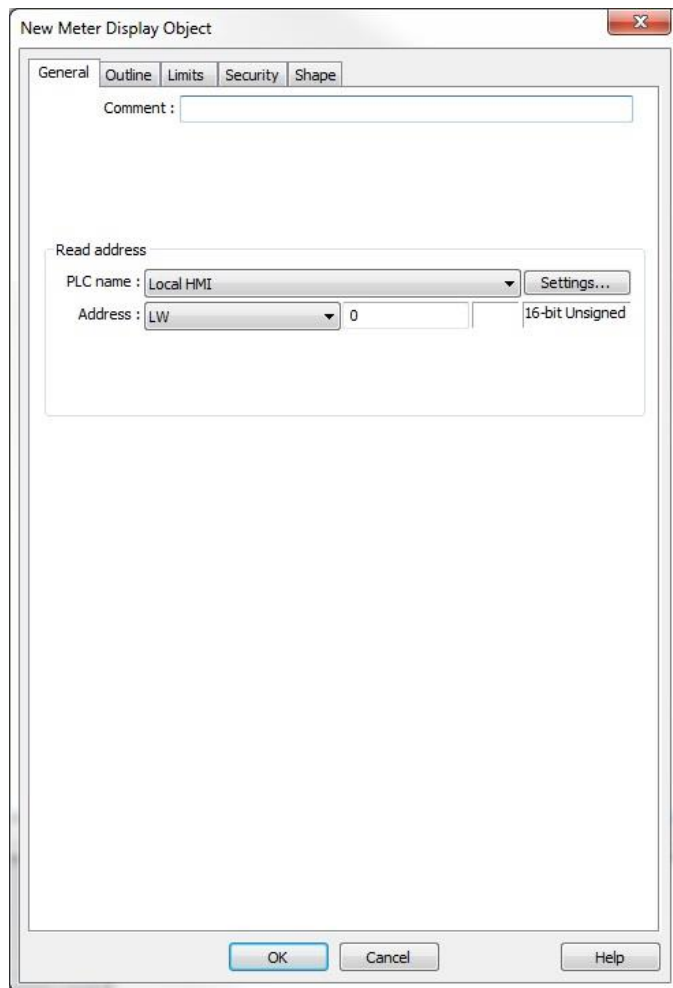 New Meter Display Object
General Outline Limits Security Shape
Comment :
Read address
PLC name : Local HMI Settings...
Address : LW 0 16-bit Unsigned
OK Cancel Help